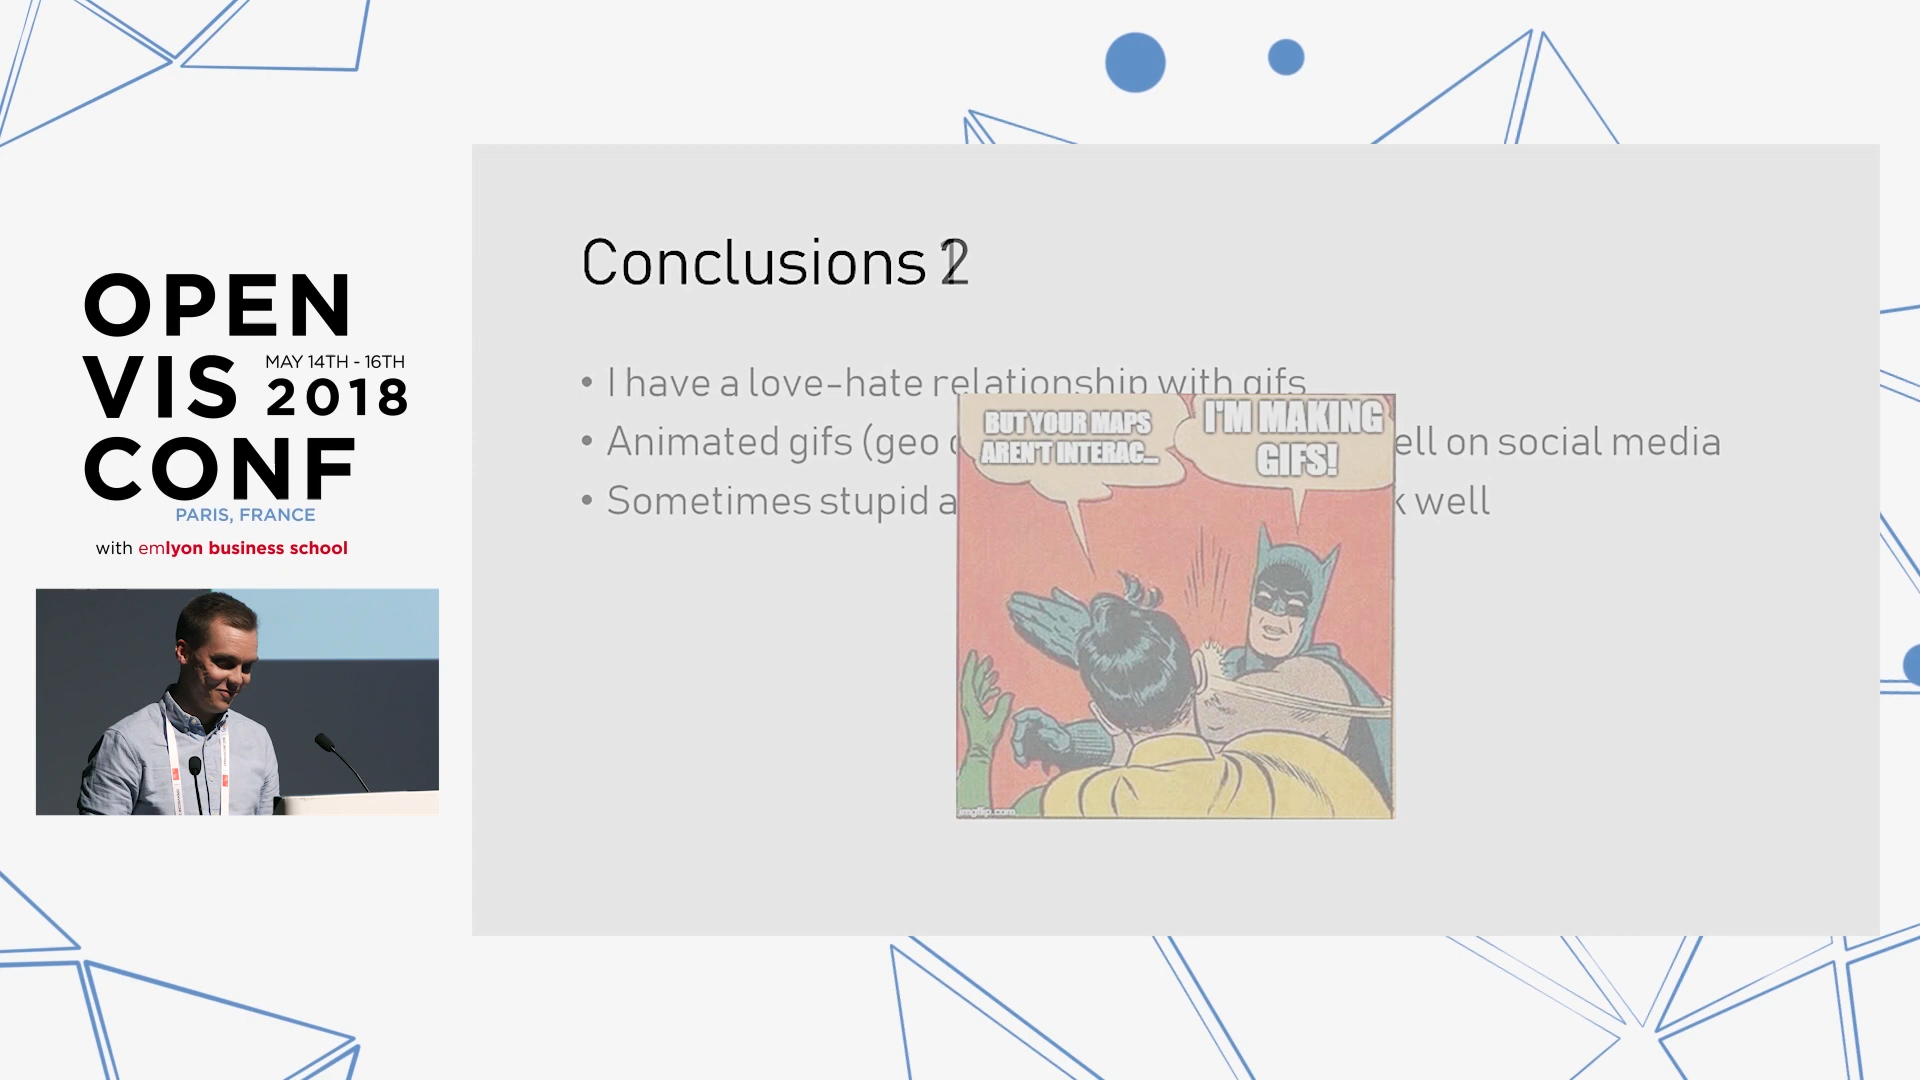 OPEN
VIS
MAY 14TH - 16TH
2018
CONF
PARIS, FRANCE
with emlyon business school
Conclusions 2
• I have a love-hate relationship with gifs
• Animated gifs (geo ell on social media
• Sometimes stupid a well
BUT YOUR MAPS
AREN'T INTERAC...
I'M MAKING
GIFS!
imgflip.com